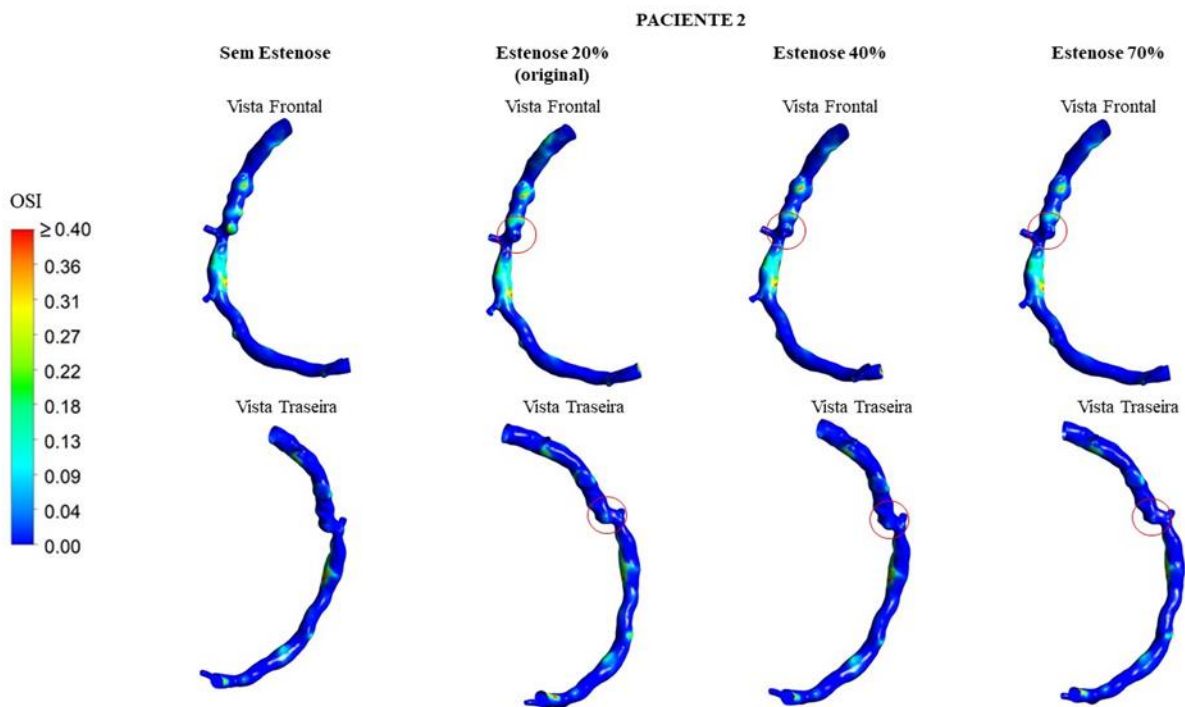 PACIENTE 2
Sem Estenose
Estenose 20%
(original)
Estenose 40%
Estenose 70%
Vista Frontal
Vista Frontal
Vista Frontal
Vista Frontal
OSI
≥ 0.40
0.36
0.31
0.27
0.22
0.18
0.13
0.09
0.04
0.00
Vista Traseira
Vista Traseira
Vista Traseira
Vista Traseira